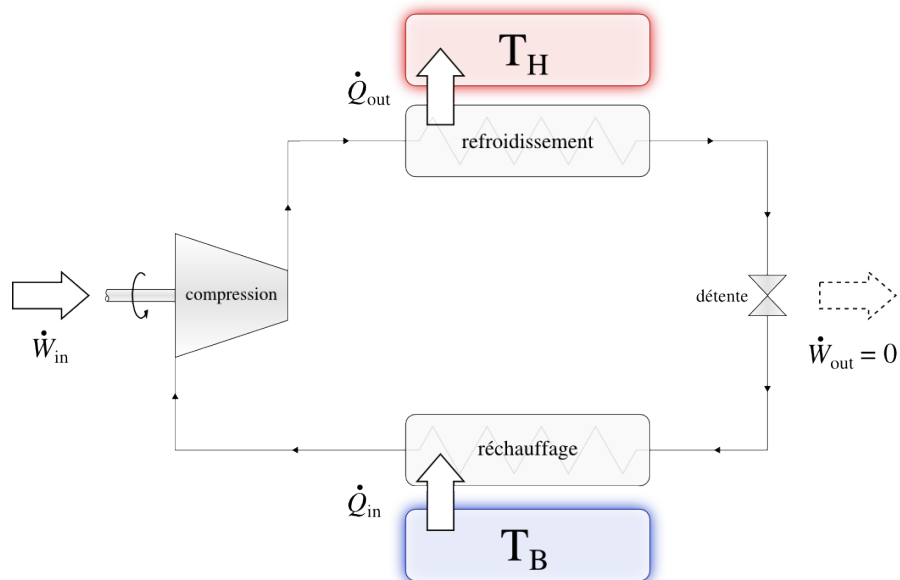 T_H
Q̇_out
refroidissement
compression
détente
Ẇ_in
Ẇ_out = 0
réchauffage
Q̇_in
T_B